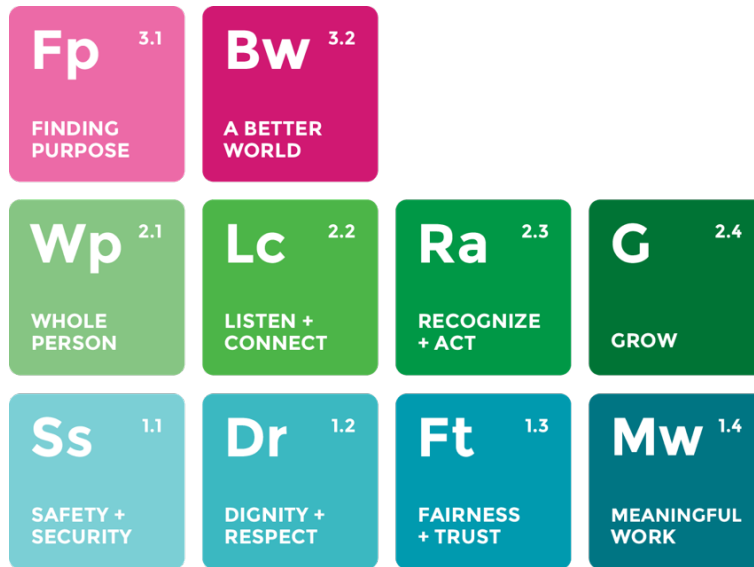 Fp 3.1
FINDING
PURPOSE
Bw 3.2
A BETTER
WORLD
Wp 2.1
WHOLE
PERSON
Lc 2.2
LISTEN +
CONNECT
Ra 2.3
RECOGNIZE
+ ACT
G 2.4
GROW
Ss 1.1
SAFETY +
SECURITY
Dr 1.2
DIGNITY +
RESPECT
Ft 1.3
FAIRNESS
+ TRUST
Mw 1.4
MEANINGFUL
WORK